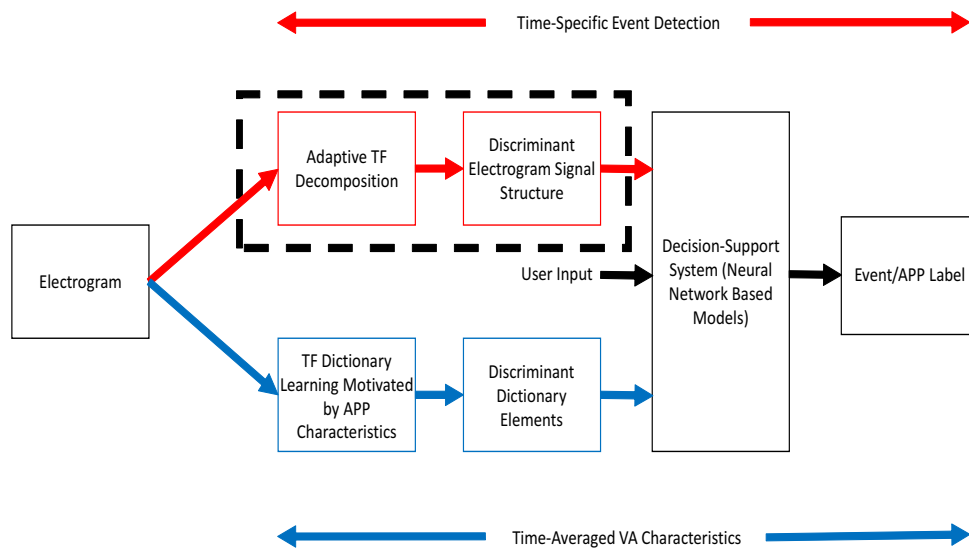 Time-Specific Event Detection
Adaptive TF
Decomposition
Discriminant
Electrogram Signal
Structure
Electrogram
User Input
Decision-Support
System (Neural
Network Based
Models)
Event/APP Label
TF Dictionary
Learning Motivated
by APP
Characteristics
Discriminant
Dictionary
Elements
Time-Averaged VA Characteristics